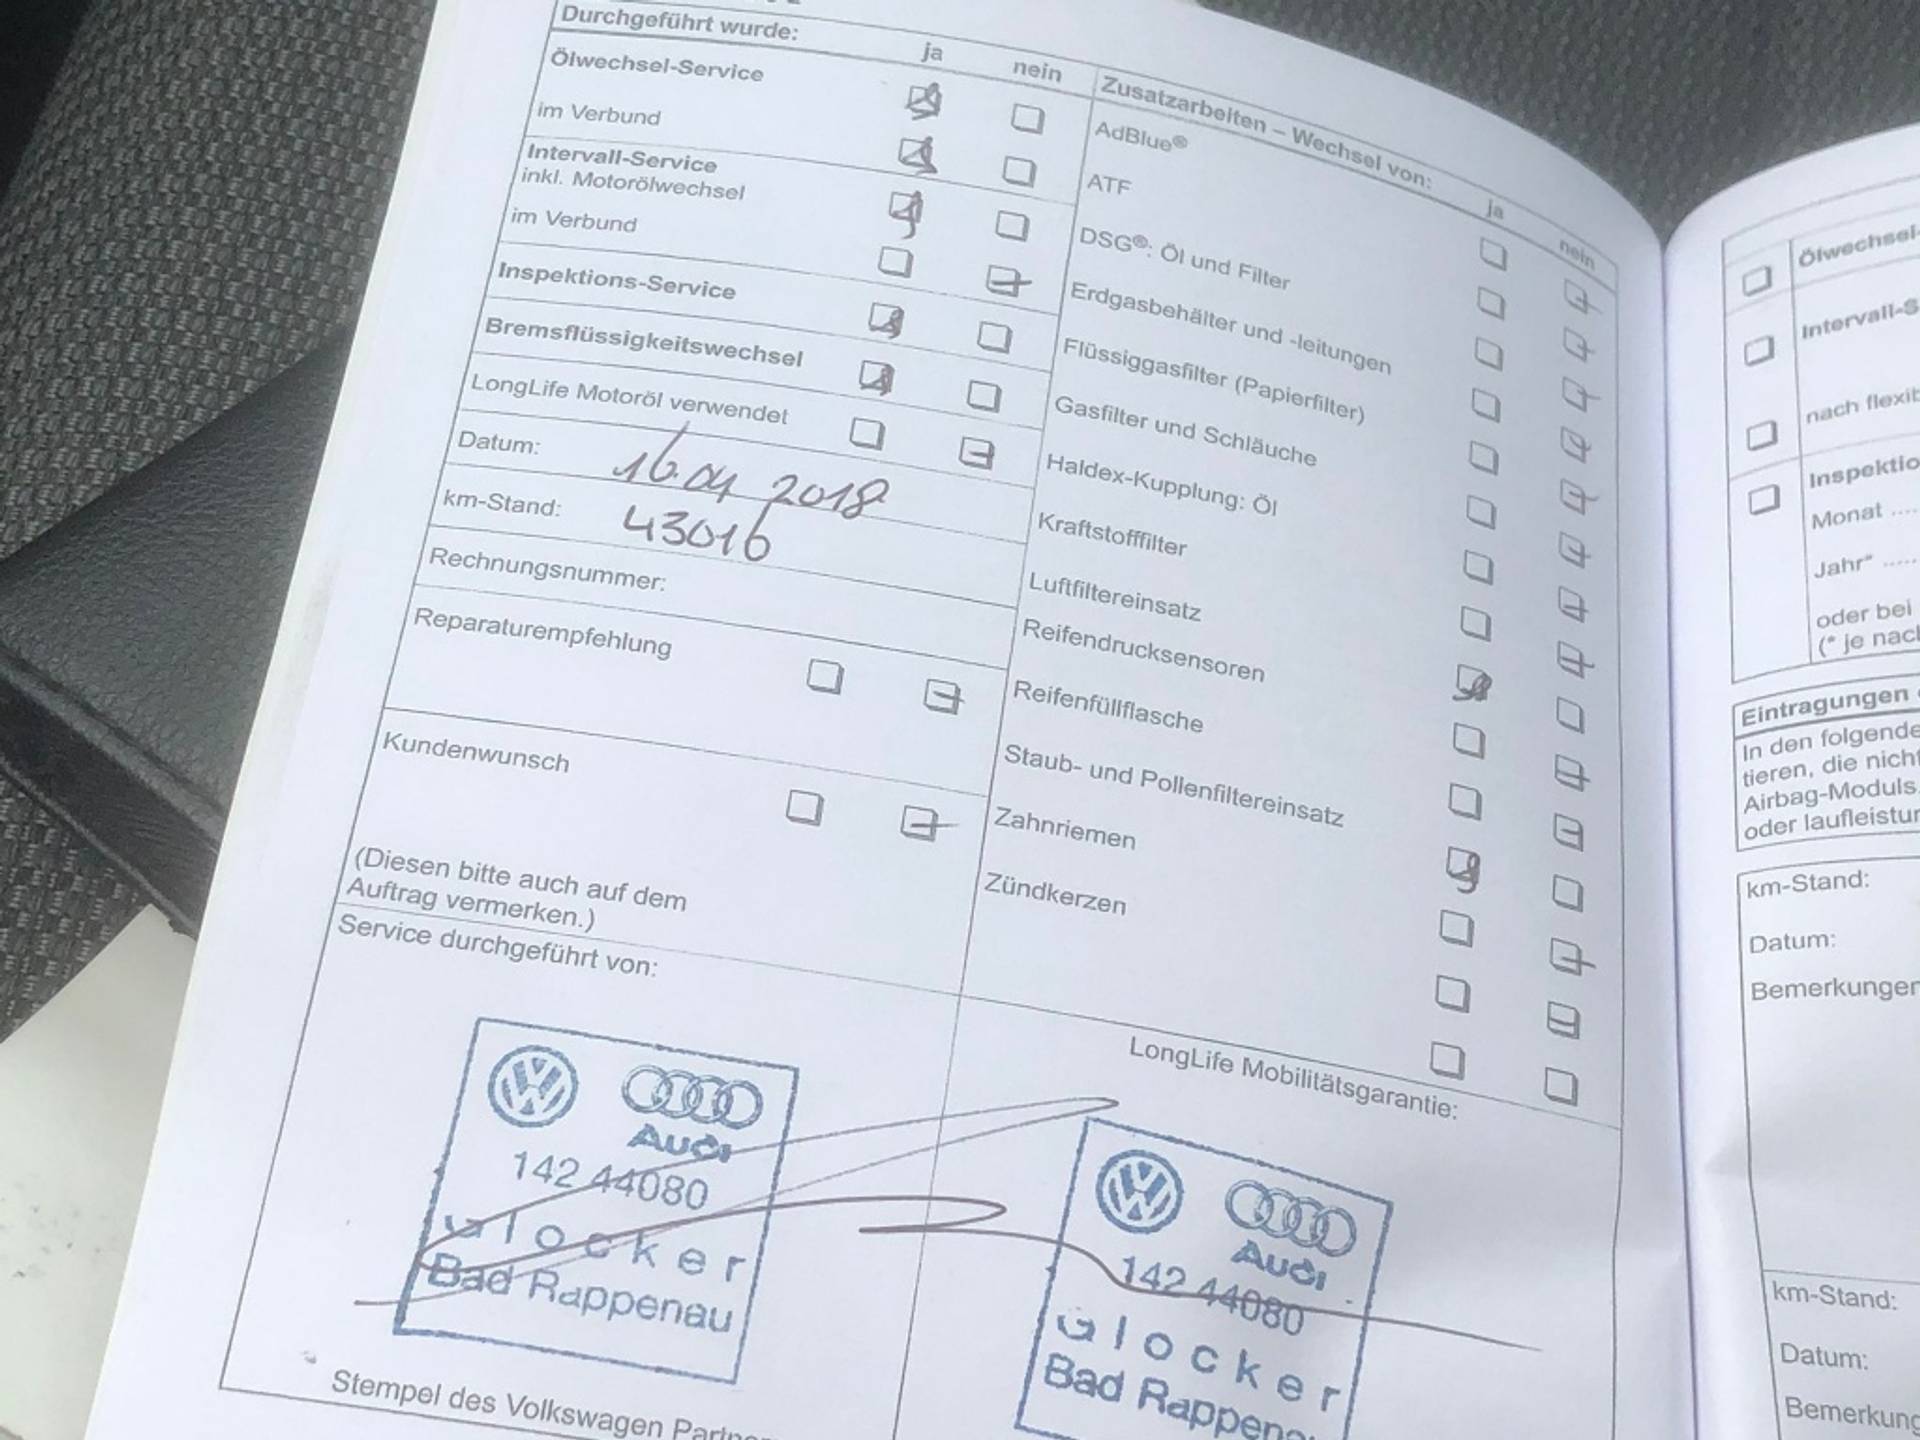 Durchgeführt wurde:
ja
nein
Ölwechsel-Service
im Verbund
Intervall-Service
inkl. Motorölwechsel
im Verbund
Inspektions-Service
Bremsflüssigkeitswechsel
LongLife Motoröl verwendet
Datum: 16.04 2018
km-Stand: 43016
Rechnungsnummer:
Reparaturempfehlung
Kundenwunsch
(Diesen bitte auch auf dem
Auftrag vermerken.)
Service durchgeführt von:
Audi
142 44080
Glocker
Bad Rappenau
Stempel des Volkswagen
Zusatzarbeiten – Wechsel von:
ja
nein
AdBlue®
ATF
DSG®: Öl und Filter
Erdgasbehälter und -leitungen
Flüssiggasfilter (Papierfilter)
Gasfilter und Schläuche
Haldex-Kupplung: Öl
Kraftstofffilter
Luftfiltereinsatz
Reifendrucksensoren
Reifenfüllflasche
Staub- und Pollenfiltereinsatz
Zahnriemen
Zündkerzen
LongLife Mobilitätsgarantie:
Audi
142 44080
Glocker
Bad
Ölwechsel-
Intervall-S
nach flexib
Inspektio
Monat ....
Jahr* .....
oder bei
(* je nach
Eintragungen
In den folgende
tieren, die nicht
Airbag-Moduls,
oder laufleistun
km-Stand:
Datum:
Bemerkungen
km-Stand:
Datum:
Bemerkung